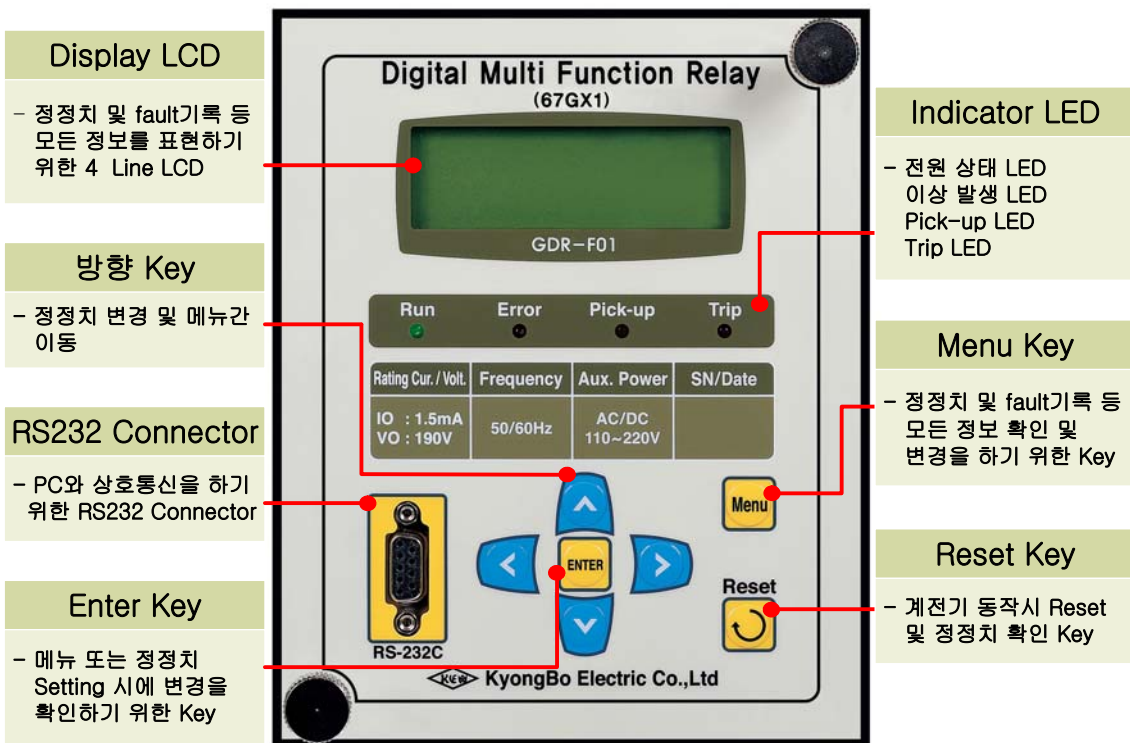 Display LCD
- 정정치 및 fault기록 등
모든 정보를 표현하기
위한 4 Line LCD
방향 Key
- 정정치 변경 및 메뉴간
이동
RS232 Connector
- PC와 상호통신을 하기
위한 RS232 Connector
Enter Key
- 메뉴 또는 정정치
Setting 시에 변경을
확인하기 위한 Key
Digital Multi Function Relay
(67GX1)
GDR-F01
Run Error Pick-up Trip
Rating Cur. / Volt. Frequency Aux. Power SN/Date
IO : 1.5mA
VO : 190V
50/60Hz
AC/DC
110~220V
Menu
ENTER
Reset
RS-232C
KEW KyongBo Electric Co.,Ltd
Indicator LED
- 전원 상태 LED
이상 발생 LED
Pick-up LED
Trip LED
Menu Key
- 정정치 및 fault기록 등
모든 정보 확인 및
변경을 하기 위한 Key
Reset Key
- 계전기 동작시 Reset
및 정정치 확인 Key